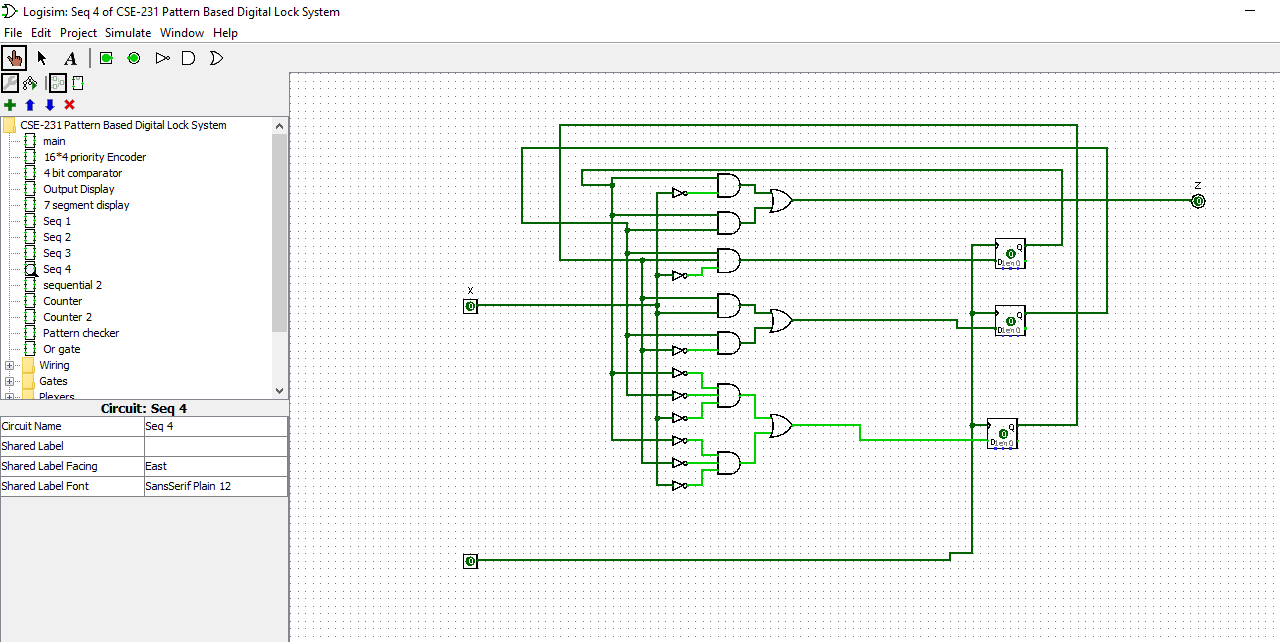 Logisim: Seq 4 of CSE-231 Pattern Based Digital Lock System
File Edit Project Simulate Window Help
A
CSE-231 Pattern Based Digital Lock System
main
16*4 priority Encoder
4 bit comparator
Output Display
7 segment display
Seq 1
Seq 2
Seq 3
Seq 4
sequential 2
Counter
Counter 2
Pattern checker
Or gate
Wiring
Gates
Plexers
Circuit: Seq 4
Circuit Name Seq 4
Shared Label
Shared Label Facing East
Shared Label Font SansSerif Plain 12
Z
0
Q
0
D en 0
Q
0
D en 0
Q
0
D en 0
X
0
0